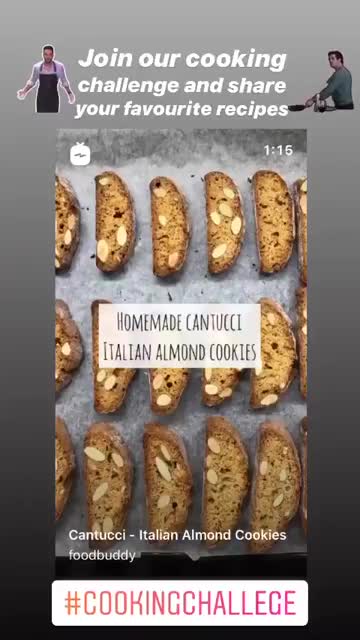 Join our cooking
challenge and share
your favourite recipes
1:15
HOMEMADE CANTUCCI
ITALIAN ALMOND COOKIES
Cantucci - Italian Almond Cookies
foodbuddy
#COOKINGCHALLEGE